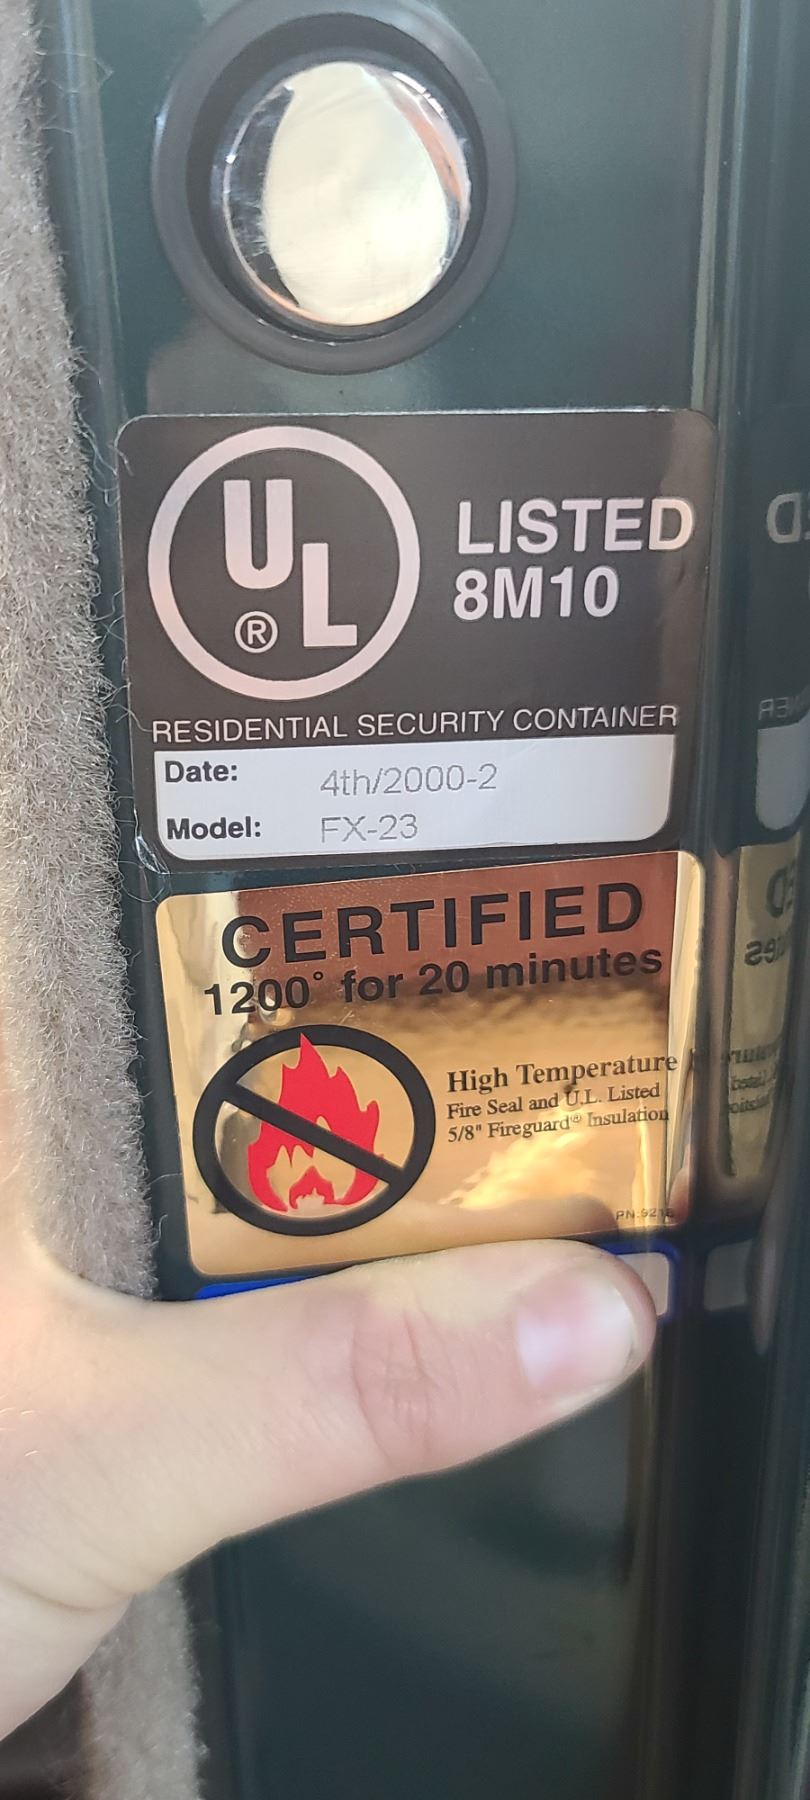 UL ®
LISTED
8M10
RESIDENTIAL SECURITY CONTAINER
Date: 4th/2000-2
Model: FX-23
CERTIFIED
1200° for 20 minutes
High Temperature
Fire Seal and U.L. Listed
5/8" Fireguard® Insulation